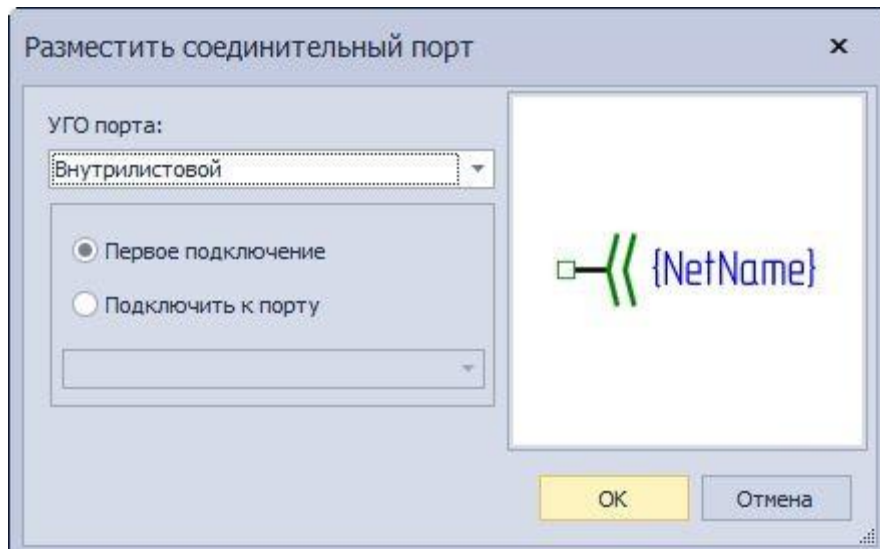 Разместить соединительный порт
УГО порта:
Внутрилистовой
Первое подключение
Подключить к порту
{NetName}
OK
Отмена